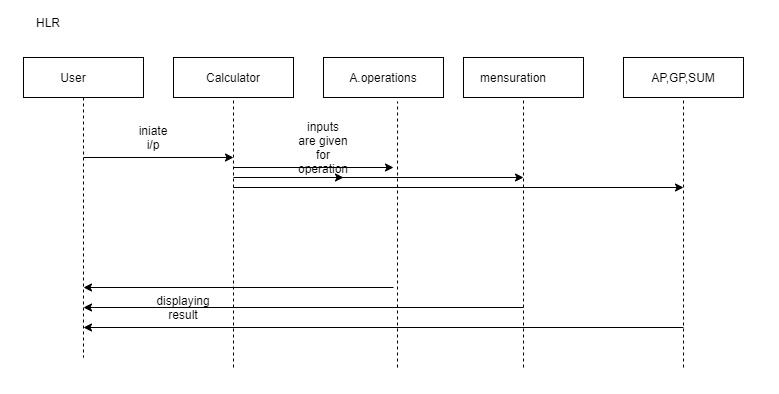 HLR
User
Calculator
A.operations
mensuration
AP,GP,SUM
iniate
i/p
inputs
are given
for
operation
displaying
result